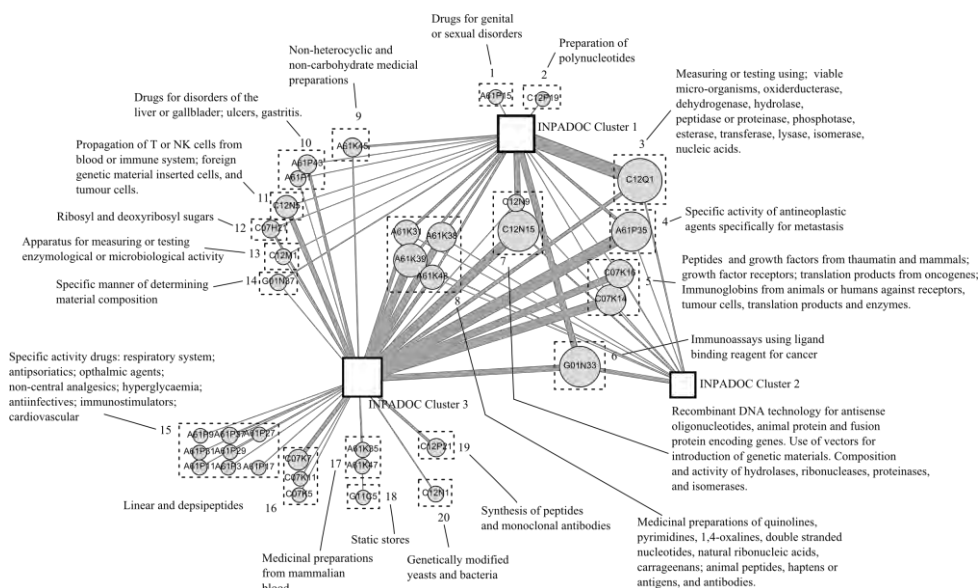 Drugs for genital
or sexual disorders
Preparation of
polynucleotides
1
2
A61P15
C12P19
Non-heterocyclic and
non-carbohydrate medicial
preparations
9
A61K45
INPADOC Cluster 1
Measuring or testing using; viable
micro-organisms, oxiderducterase,
dehydrogenase, hydrolase,
peptidase or proteinase, phosphotase,
esterase, transferase, lysase, isomerase,
nucleic acids.
3
C12Q1
Drugs for disorders of the
liver or gallbladder; ulcers, gastritis.
10
A61P43
A61P1
Propagation of T or NK cells from
blood or immune system; foreign
genetic material inserted cells, and
tumour cells.
11
C12N5
Ribosyl and deoxyribosyl sugars
12
C07H21
Apparatus for measuring or testing
enzymological or microbiological activity
13
C12M1
Specific manner of determining
material composition
14
G01N37
A61K31
A61K38
A61K39
A61K48
8
C12N9
C12N15
7
A61P35
4
Specific activity of antineoplastic
agents specifically for metastasis
C07K16
C07K14
5
Peptides and growth factors from thaumatin and mammals;
growth factor receptors; translation products from oncogenes;
Immunoglobins from animals or humans against receptors,
tumour cells, translation products and enzymes.
G01N33
6
Immunoassays using ligand
binding reagent for cancer
INPADOC Cluster 2
INPADOC Cluster 3
Specific activity drugs: respiratory system;
antipsoriatics; opthalmic agents;
non-central analgesics; hyperglycaemia;
antiinfectives; immunostimulators;
cardiovascular
15
A61P9
A61P37
A61P27
A61P31
A61P29
A61P11
A61P3
A61P17
Linear and depsipeptides
16
C07K7
C07K11
C07K5
17
A61K35
A61K47
G11C5
18
Static stores
Medicinal preparations
from mammalian
blood
C12P21
19
Synthesis of peptides
and monoclonal antibodies
C12N1
20
Genetically modified
yeasts and bacteria
Recombinant DNA technology for antisense
oligonucleotides, animal protein and fusion
protein encoding genes. Use of vectors for
introduction of genetic materials. Composition
and activity of hydrolases, ribonucleases, proteinases,
and isomerases.
Medicinal preparations of quinolines,
pyrimidines, 1,4-oxalines, double stranded
nucleotides, natural ribonucleic acids,
carrageenans; animal peptides, haptens or
antigens, and antibodies.